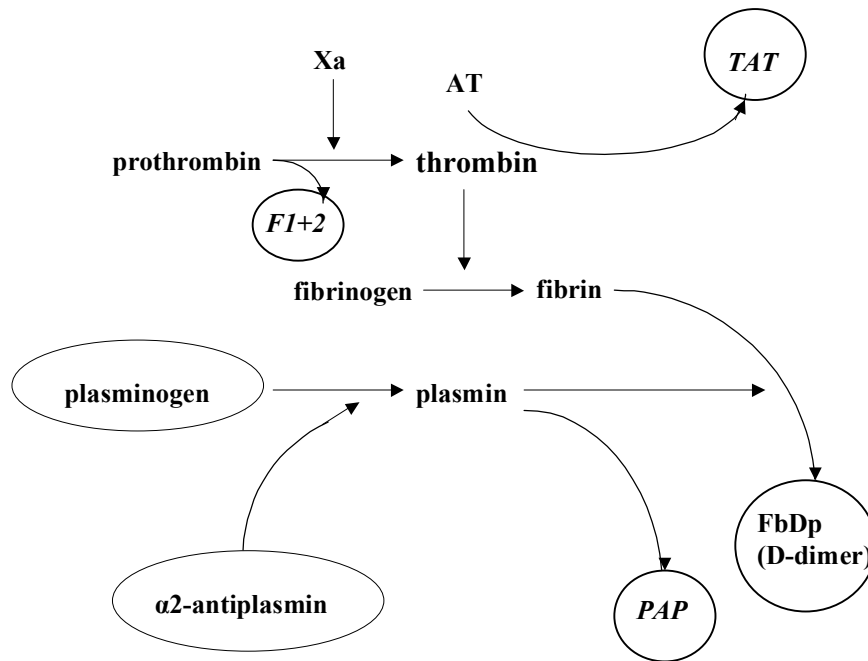 Xa
AT
TAT
prothrombin
thrombin
F1+2
fibrinogen
fibrin
plasminogen
plasmin
FbDp
(D-dimer)
α2-antiplasmin
PAP